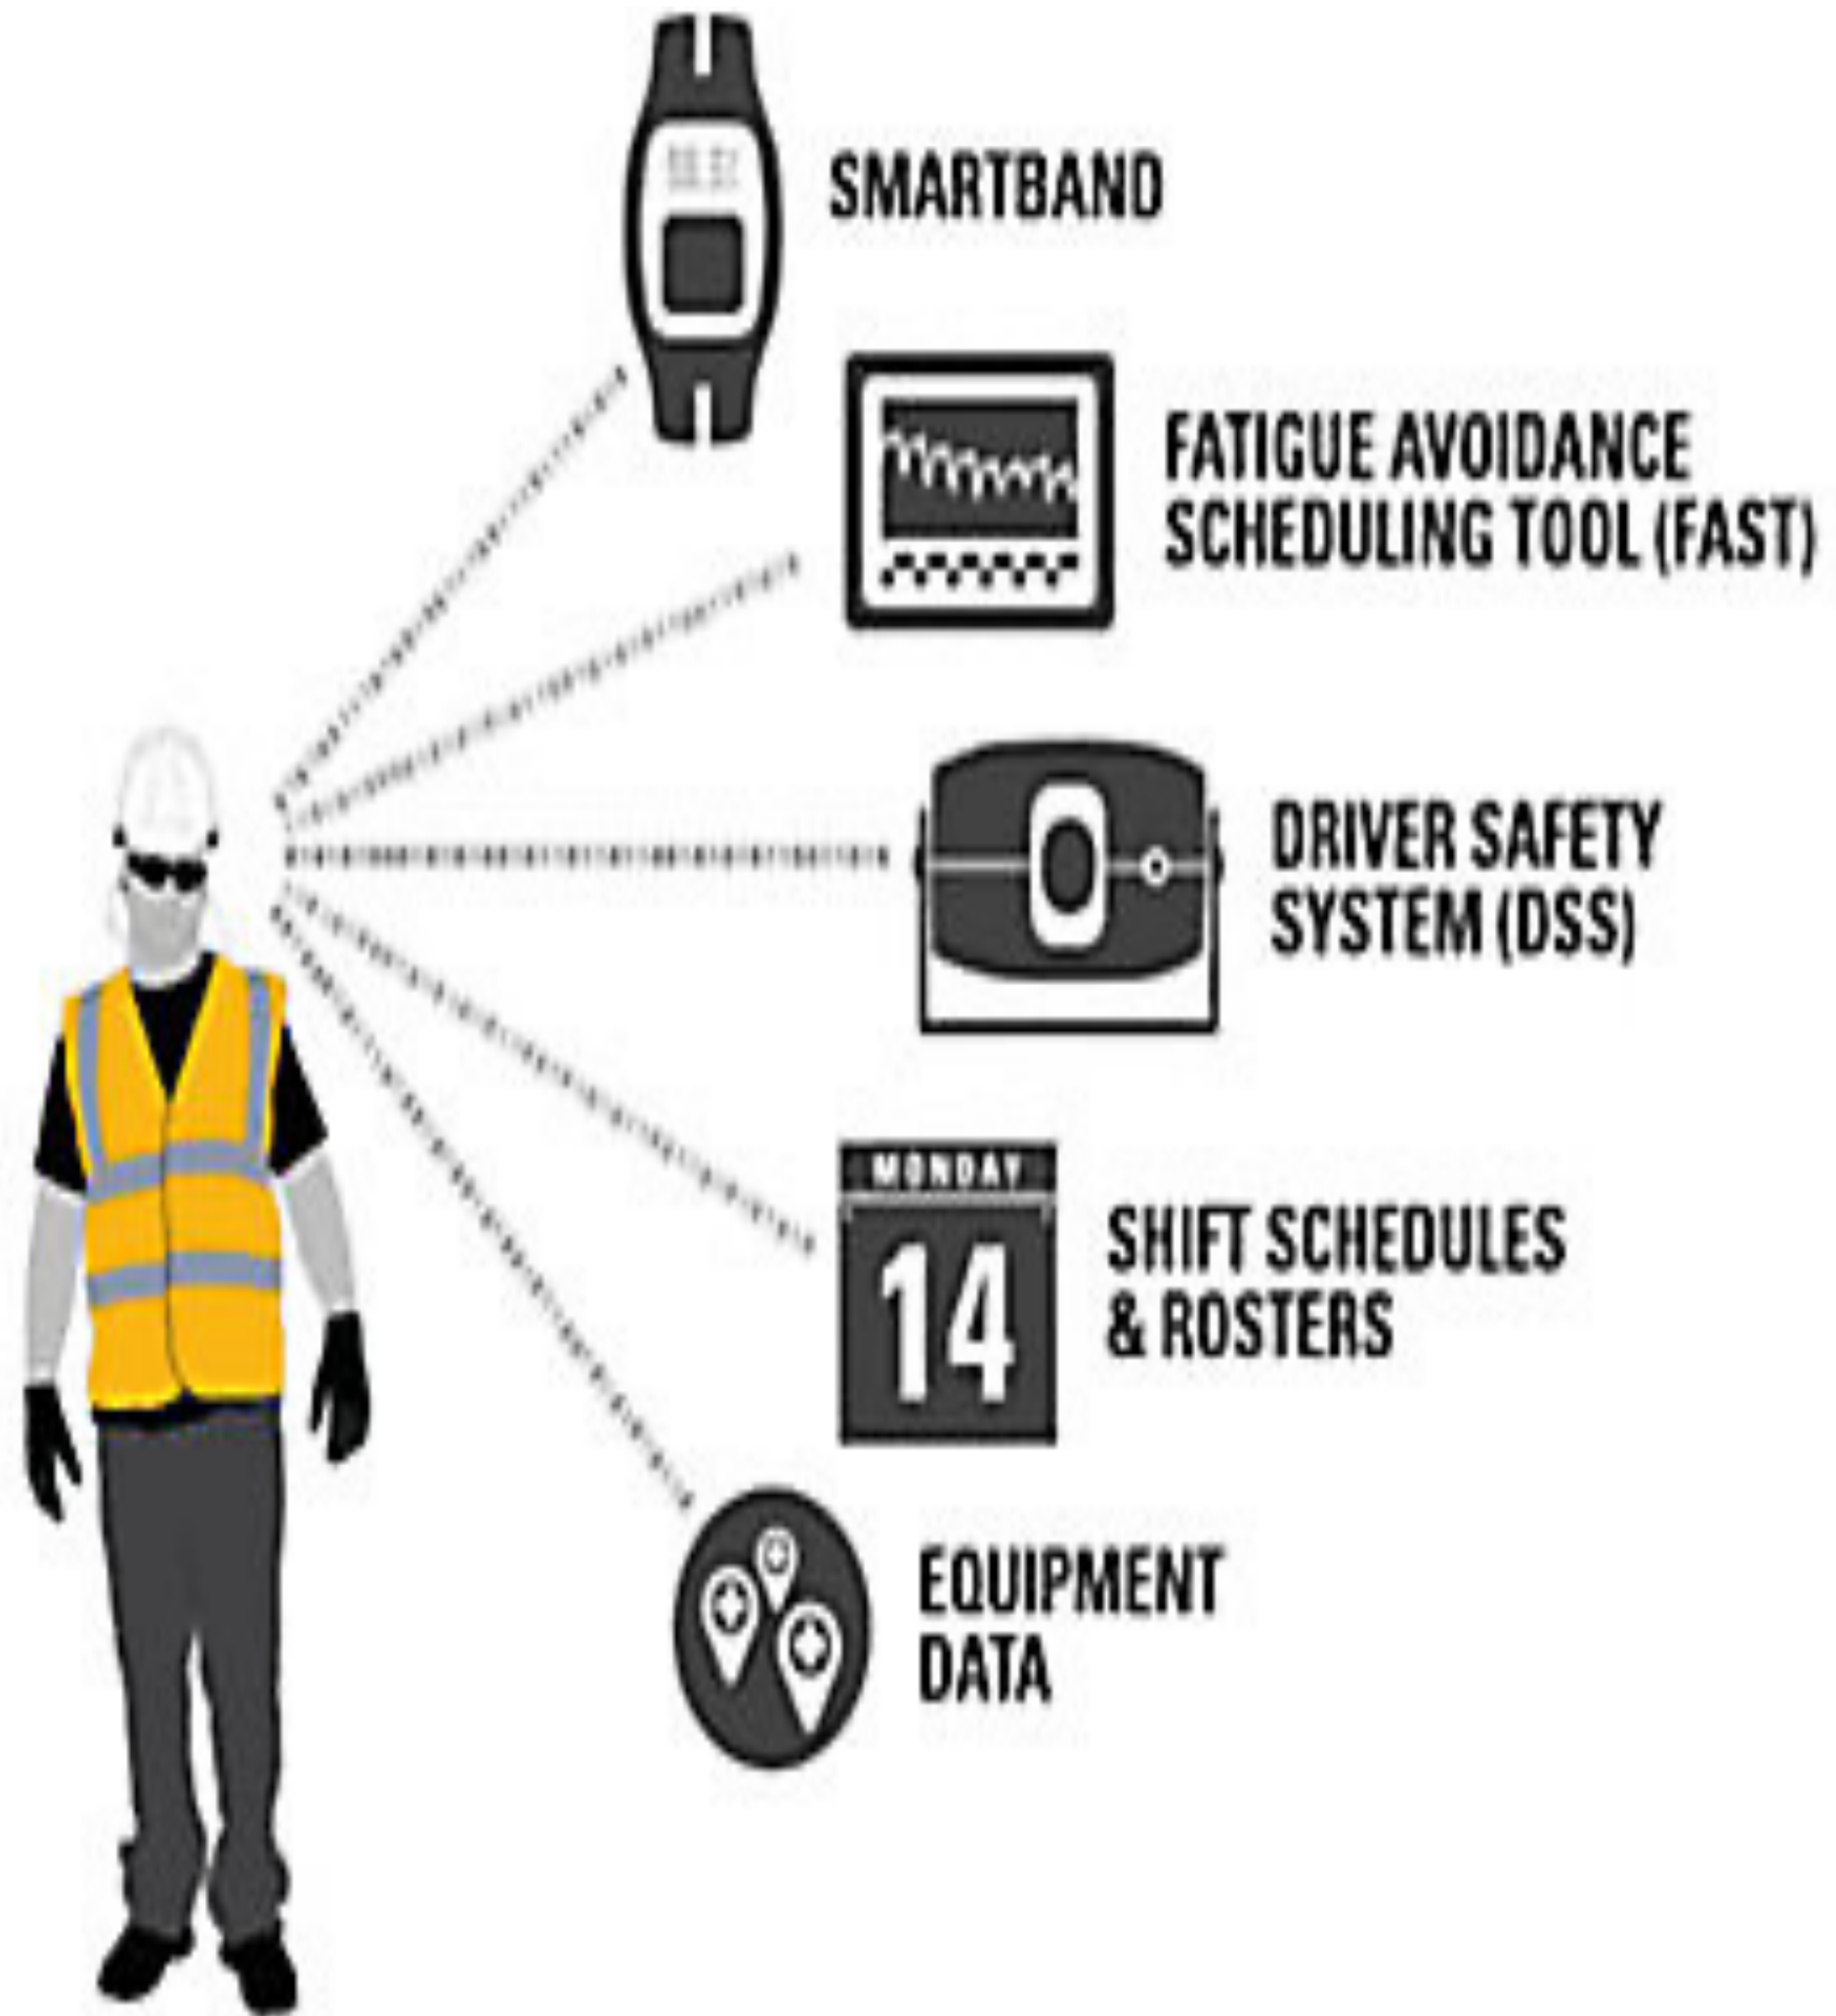 SMARTBAND
FATIGUE AVOIDANCE
SCHEDULING TOOL (FAST)
DRIVER SAFETY
SYSTEM (DSS)
MONDAY
14
SHIFT SCHEDULES
& ROSTERS
EQUIPMENT
DATA